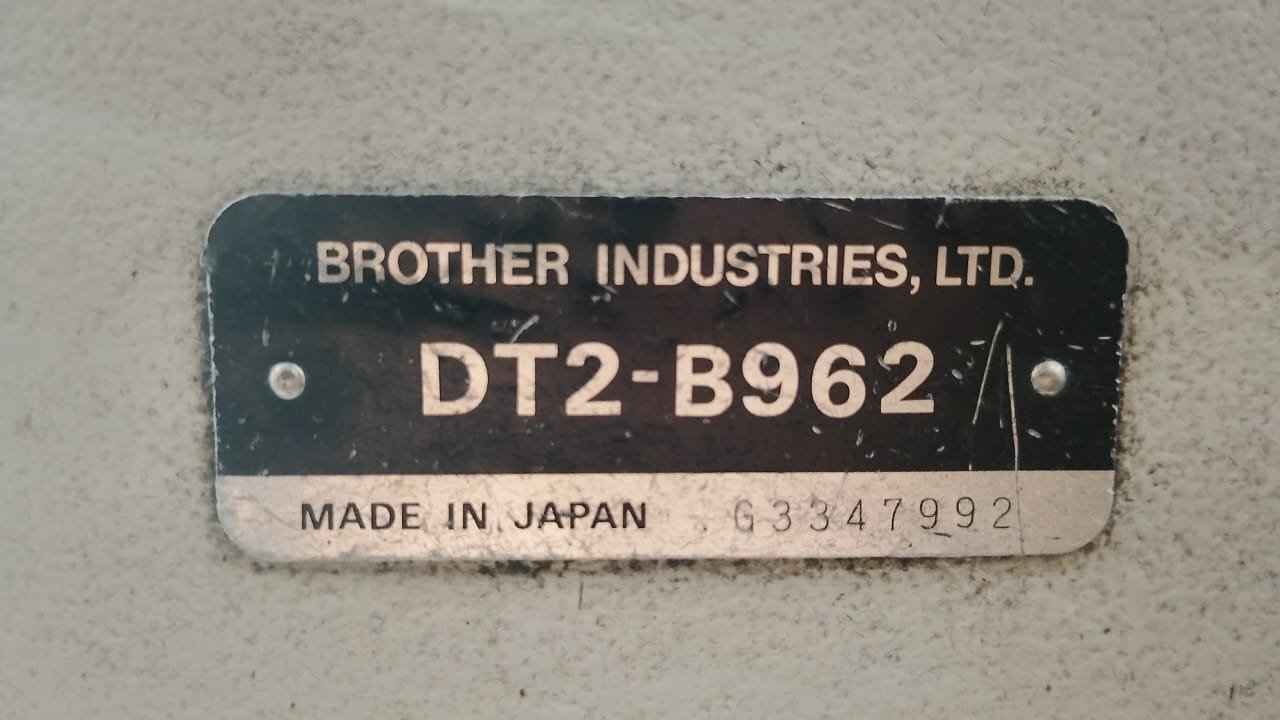 BROTHER INDUSTRIES, LTD.
DT2-B962
MADE IN JAPAN G3347992